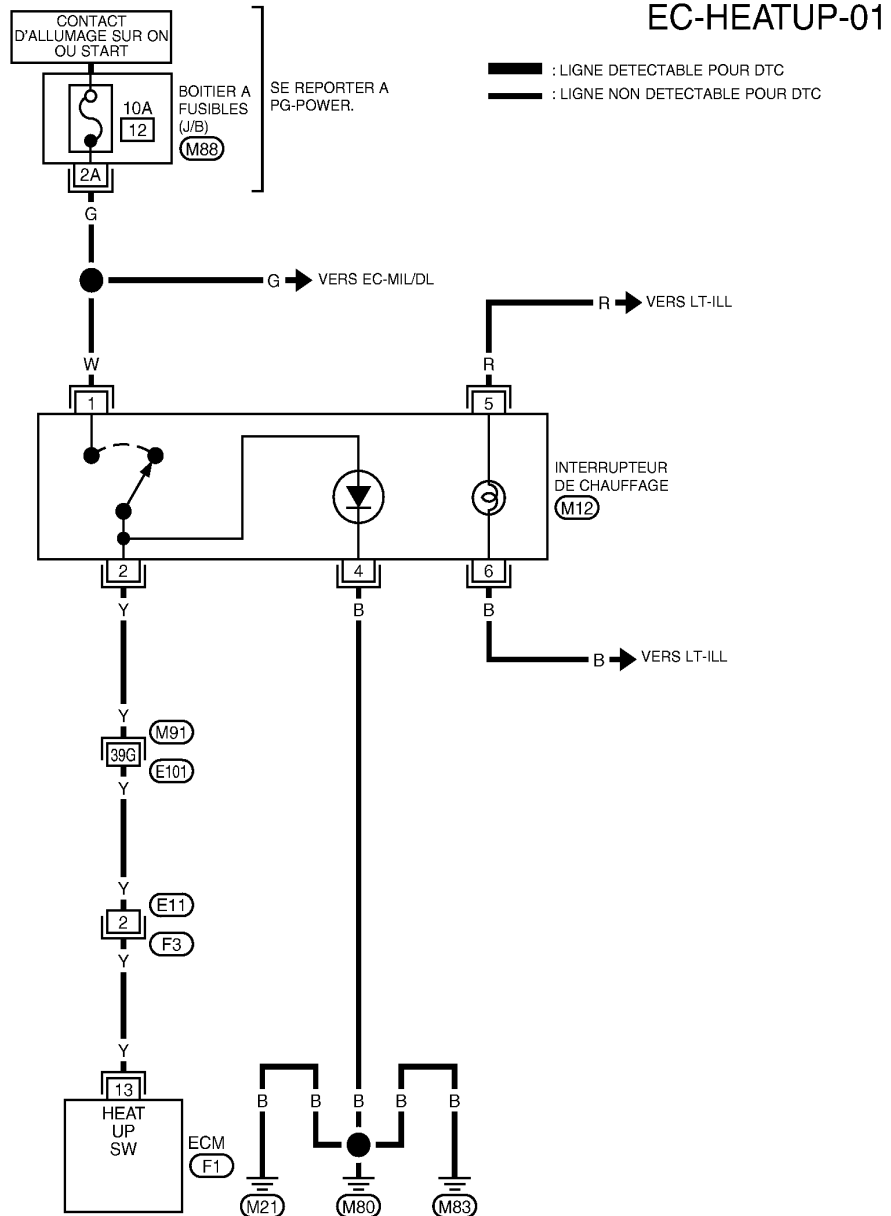 EC-HEATUP-01
CONTACT
D'ALLUMAGE SUR ON
OU START
10A
12
BOITIER A
FUSIBLES
(J/B)
M88
SE REPORTER A
PG-POWER.
: LIGNE DETECTABLE POUR DTC
: LIGNE NON DETECTABLE POUR DTC
2A
G
G
VERS EC-MIL/DL
W
R
VERS LT-ILL
R
1
5
INTERRUPTEUR
DE CHAUFFAGE
M12
2
4
6
Y
B
B
B
VERS LT-ILL
Y
M91
39G
E101
Y
Y
E11
2
F3
Y
Y
13
HEAT
UP
SW
ECM
F1
B
B
B
B
B
M21
M80
M83